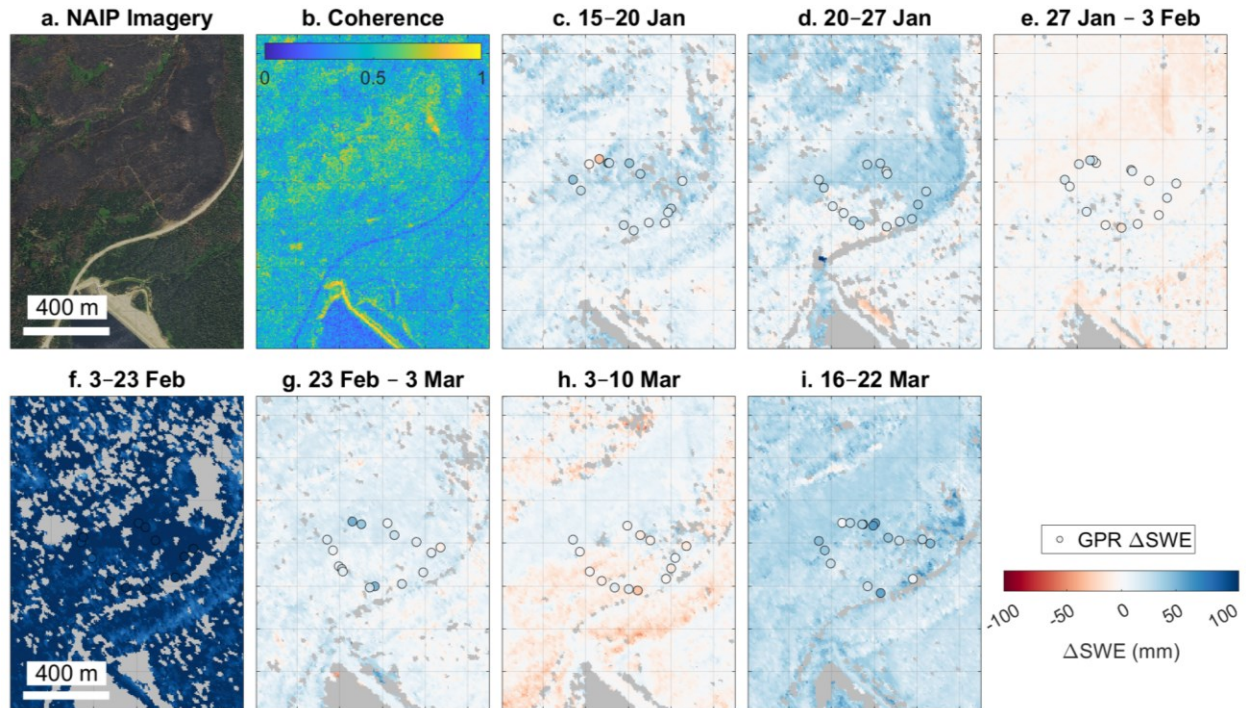 a. NAIP Imagery
b. Coherence
c. 15–20 Jan
d. 20–27 Jan
e. 27 Jan – 3 Feb
0 0.5 1
400 m
f. 3–23 Feb
g. 23 Feb – 3 Mar
h. 3–10 Mar
i. 16–22 Mar
GPR ΔSWE
-100 -50 0 50 100
ΔSWE (mm)
400 m